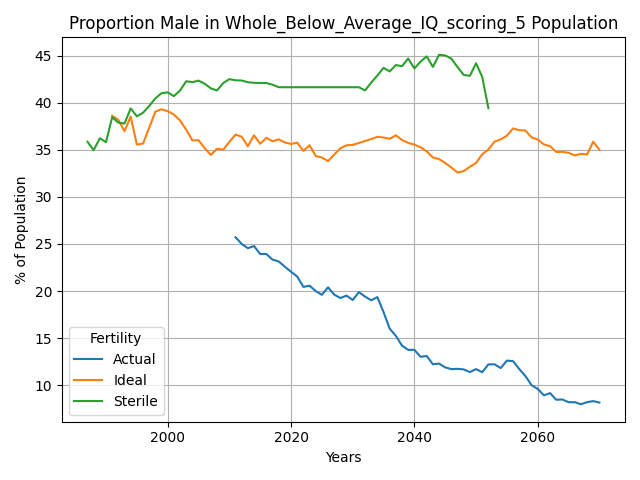 Proportion Male in Whole_Below_Average_IQ_scoring_5 Population
% of Population
45
40
35
30
25
20
15
10
Fertility
Actual
Ideal
Sterile
2000
2020
2040
2060
Years